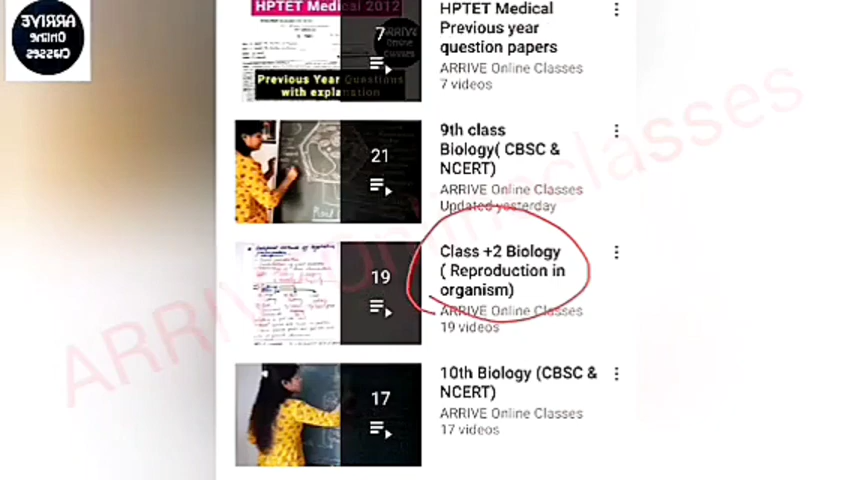 ARRIVE
Online
Classes
HPTET Medical 2012
7
Previous Year Questions
with explanation
HPTET Medical
Previous year
question papers
ARRIVE Online Classes
7 videos
21
9th class
Biology( CBSC &
NCERT)
ARRIVE Online Classes
Updated yesterday
19
Class +2 Biology
( Reproduction in
organism)
ARRIVE Online Classes
19 videos
17
10th Biology (CBSC &
NCERT)
ARRIVE Online Classes
17 videos
ARRIVE online classes